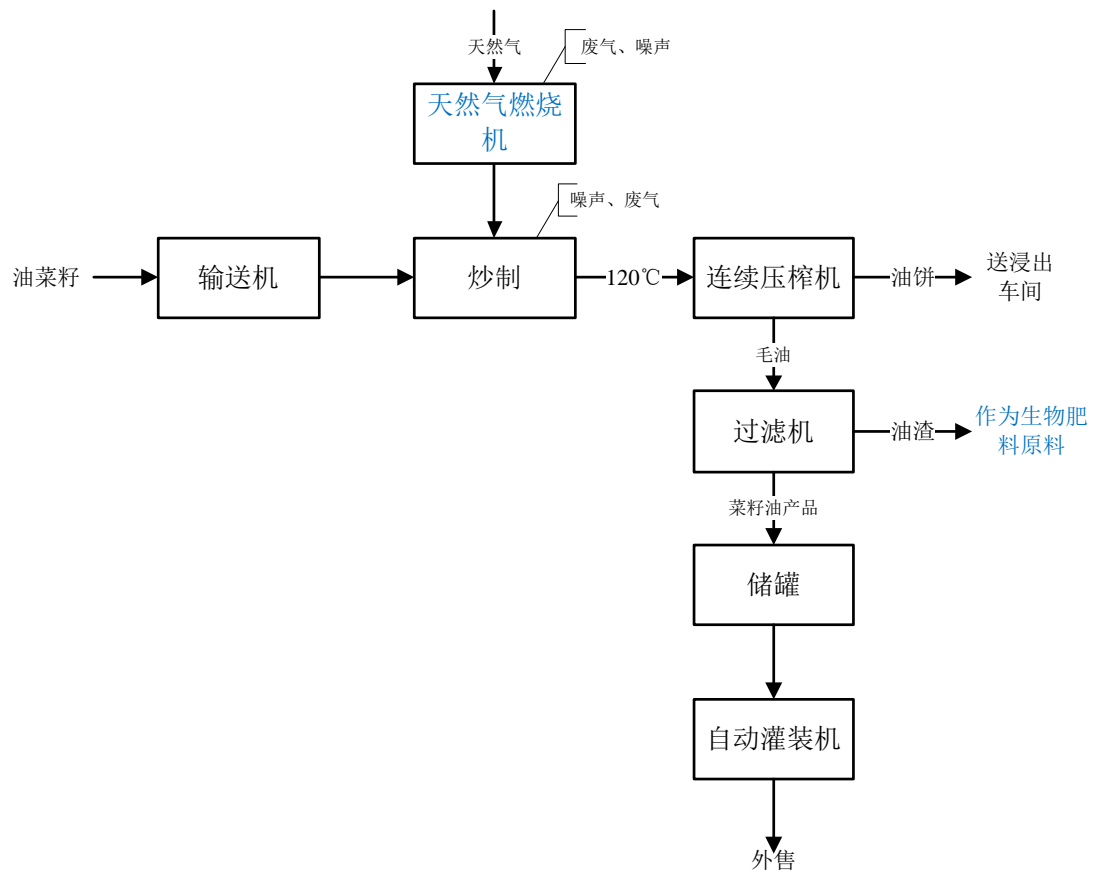 天然气
废气、噪声
天然气燃烧
机
噪声、废气
油菜籽
输送机
炒制
120℃
连续压榨机
油饼
送浸出
车间
毛油
过滤机
油渣
作为生物肥
料原料
菜籽油产品
储罐
自动灌装机
外售